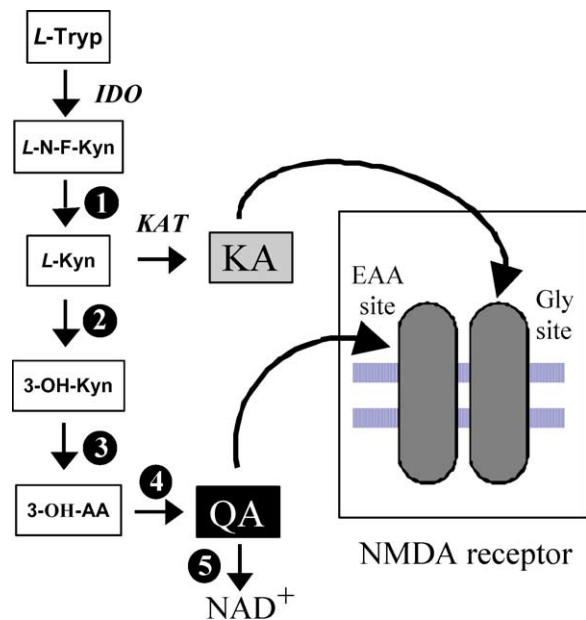 L-Tryp
IDO
L-N-F-Kyn
1
KAT
L-Kyn
KA
EAA
site
Gly
site
2
3-OH-Kyn
3
4
3-OH-AA
QA
5
NAD+
NMDA receptor